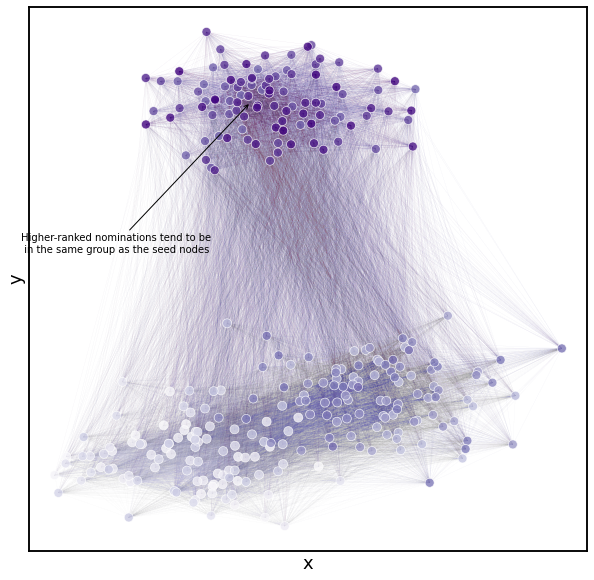 Higher-ranked nominations tend to be
in the same group as the seed nodes
y
x